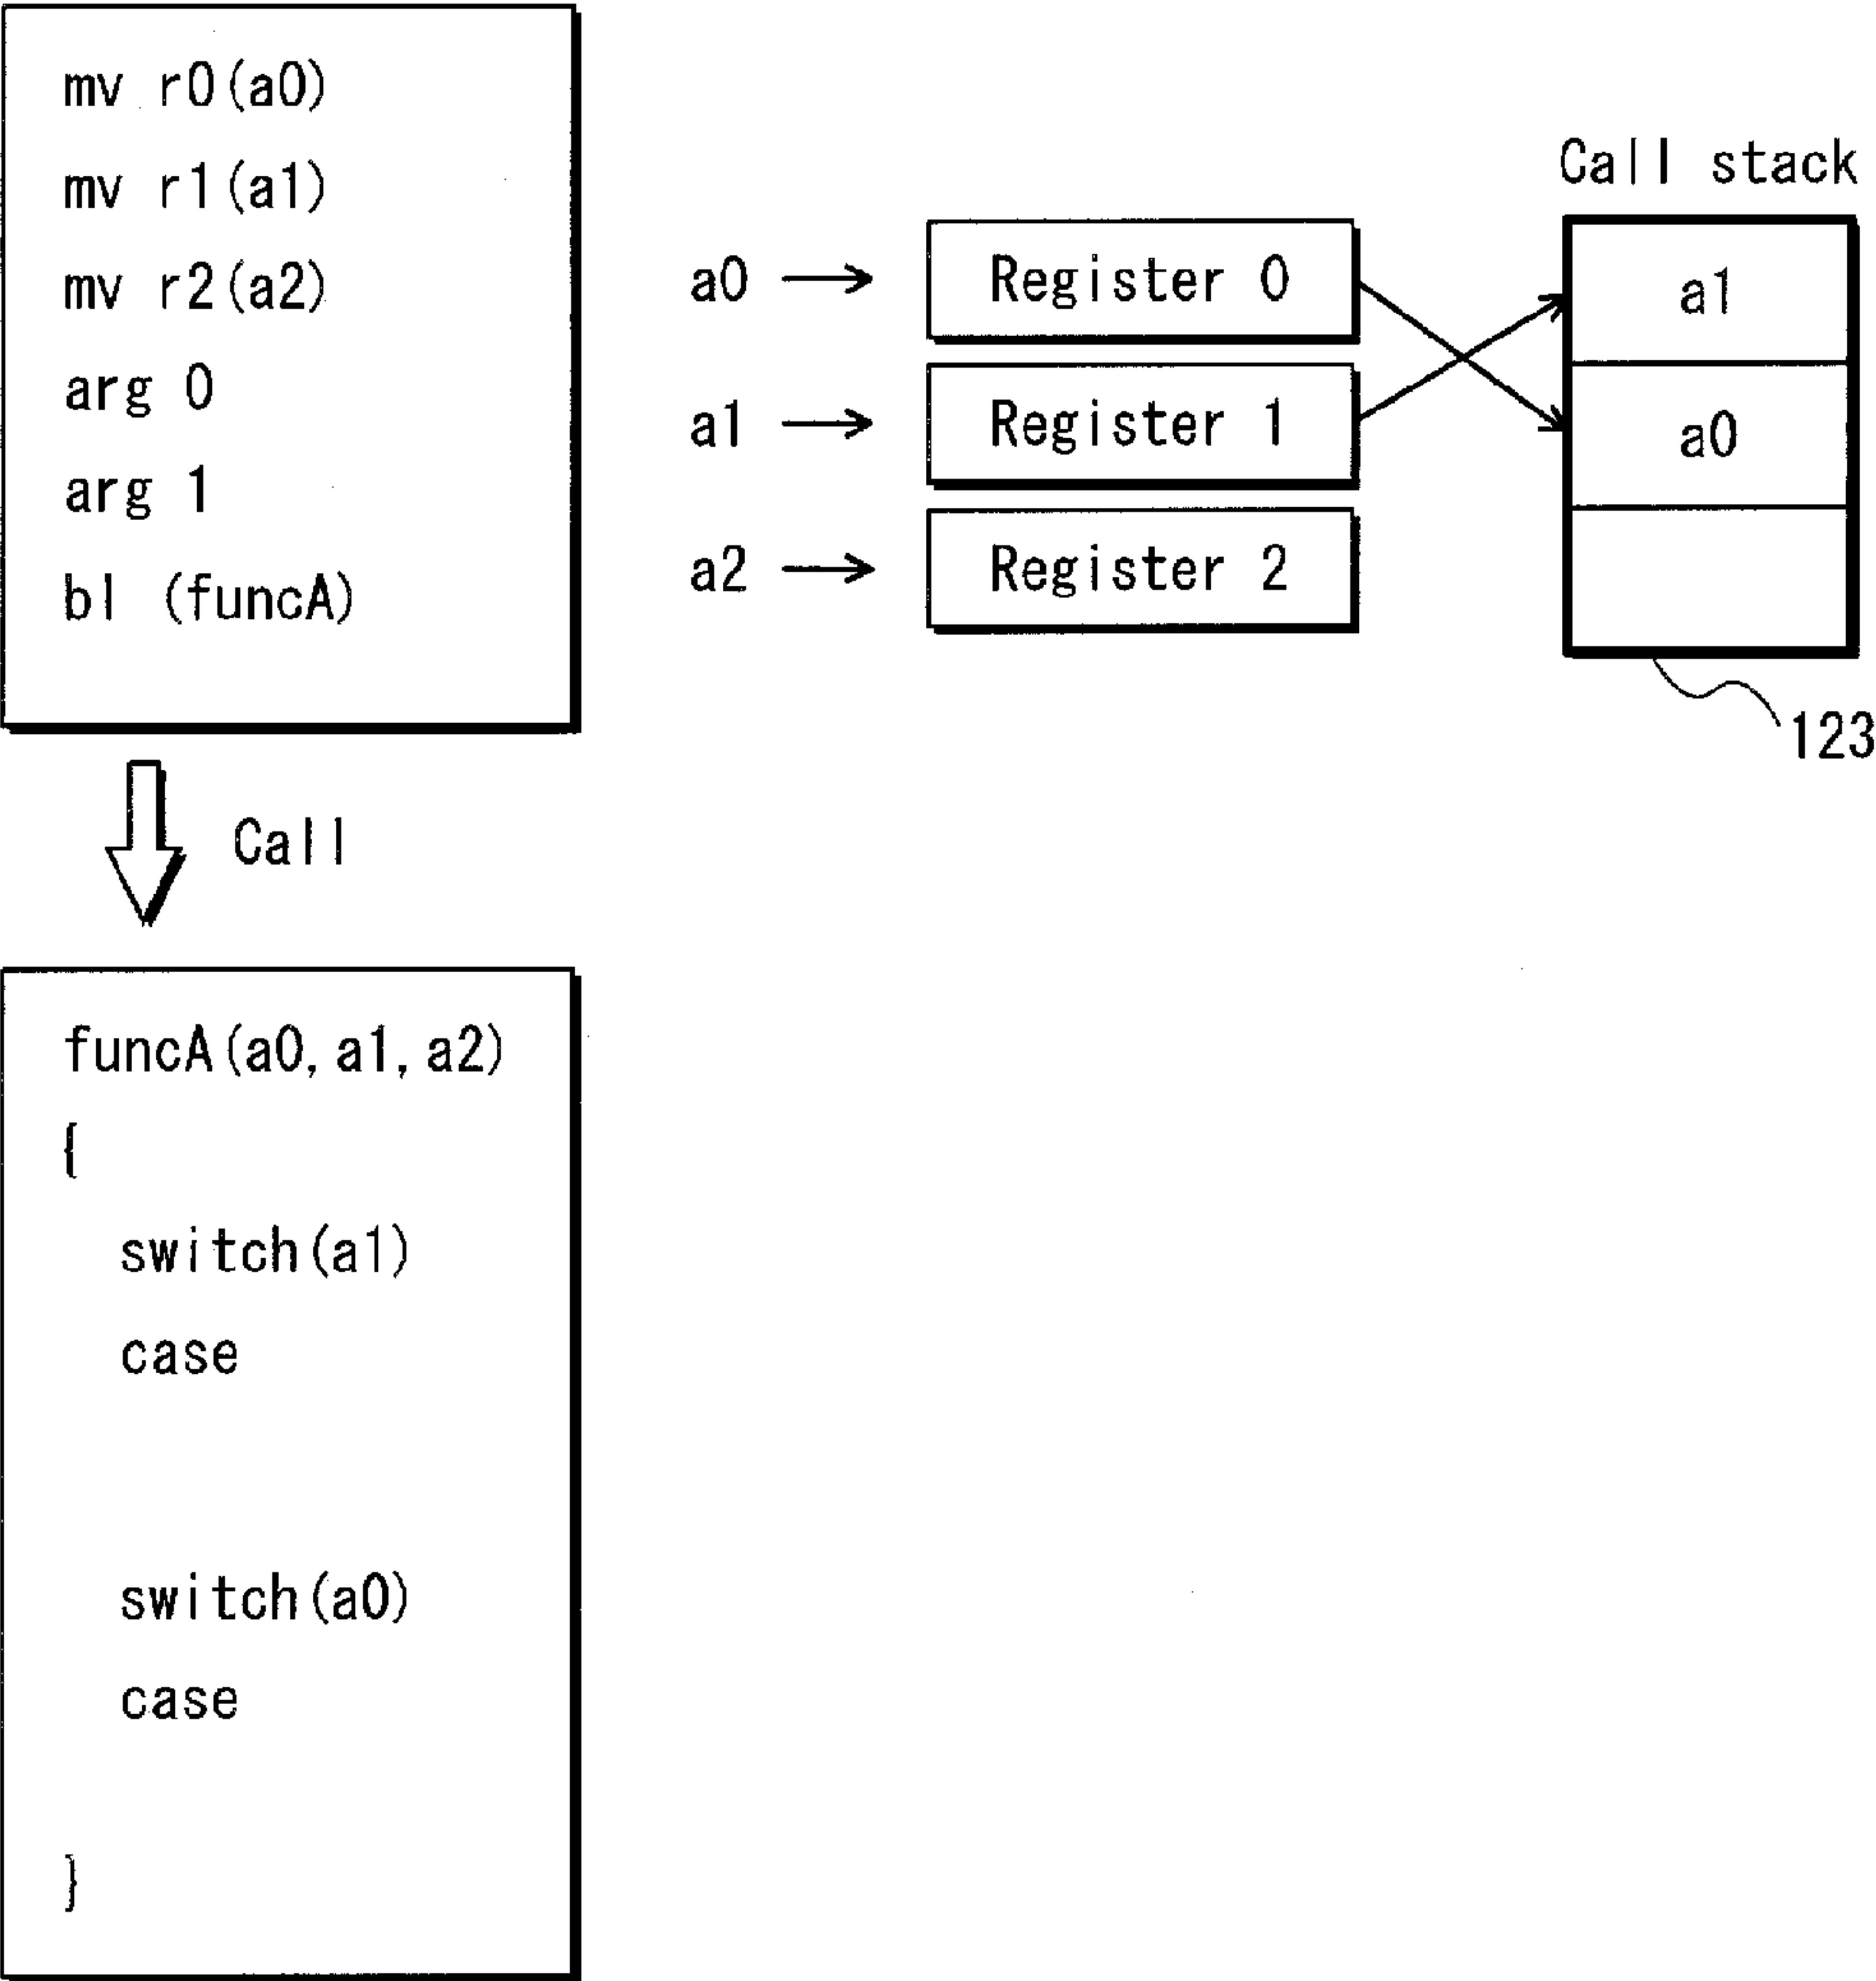 mv r0(a0)
mv r1(a1)
mv r2(a2)
arg 0
arg 1
bl (funcA)
Call
funcA(a0,a1,a2)
{
switch(a1)
case
switch(a0)
case
}
a0 → Register 0
a1 → Register 1
a2 → Register 2
Call stack
a1
a0
123